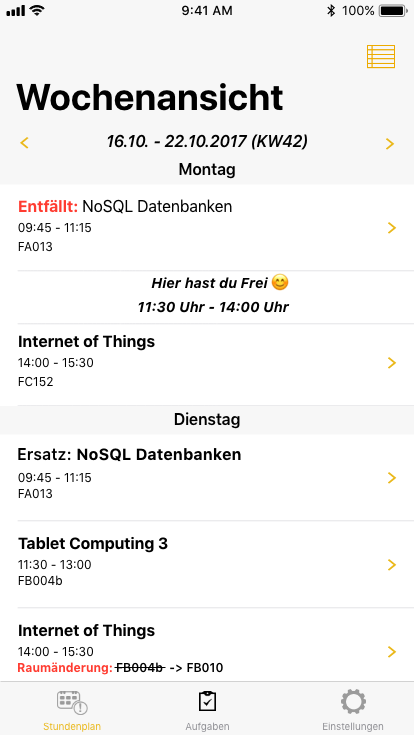 9:41 AM
100%
Wochenansicht
16.10. - 22.10.2017 (KW42)
Montag
Entfällt: NoSQL Datenbanken
09:45 - 11:15
FA013
Hier hast du Frei 😊
11:30 Uhr - 14:00 Uhr
Internet of Things
14:00 - 15:30
FC152
Dienstag
Ersatz: NoSQL Datenbanken
09:45 - 11:15
FA013
Tablet Computing 3
11:30 - 13:00
FB004b
Internet of Things
14:00 - 15:30
Raumänderung: FB004b -> FB010
Stundenplan
Aufgaben
Einstellungen